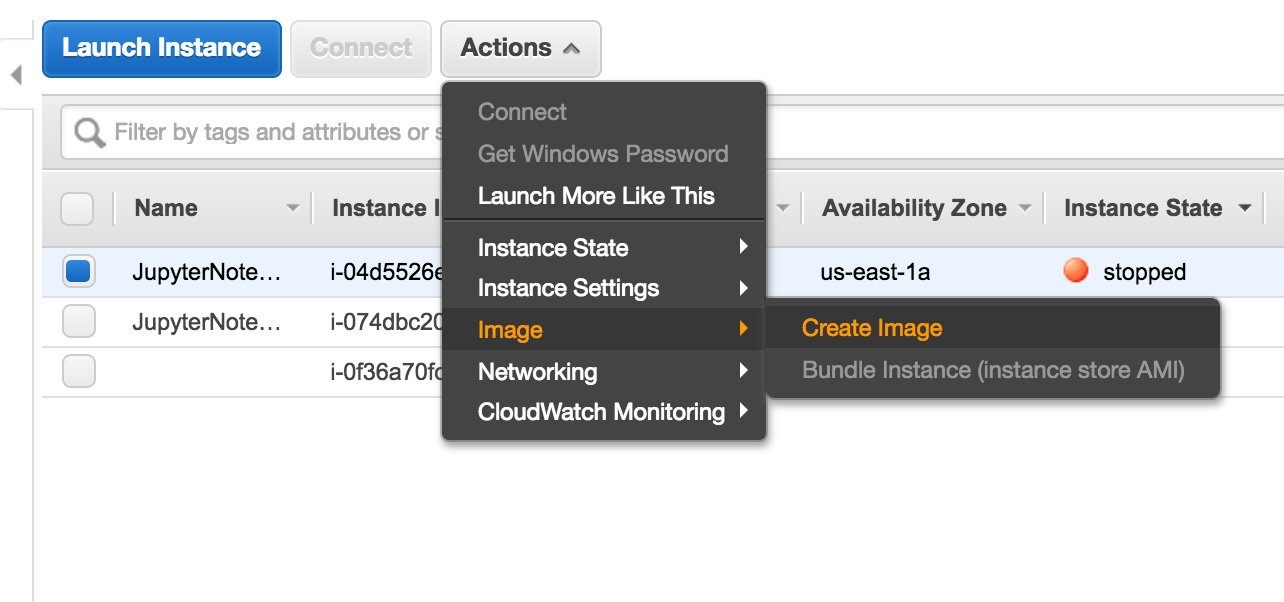 Launch Instance Connect Actions
Connect
Filter by tags and attributes or
Get Windows Password
Launch More Like This
Name Instance Availability Zone Instance State
Instance State
JupyterNote… i-04d5526 us-east-1a stopped
Instance Settings
JupyterNote… i-074dbc20
Image Create Image
i-0f36a70f
Networking Bundle Instance (instance store AMI)
CloudWatch Monitoring